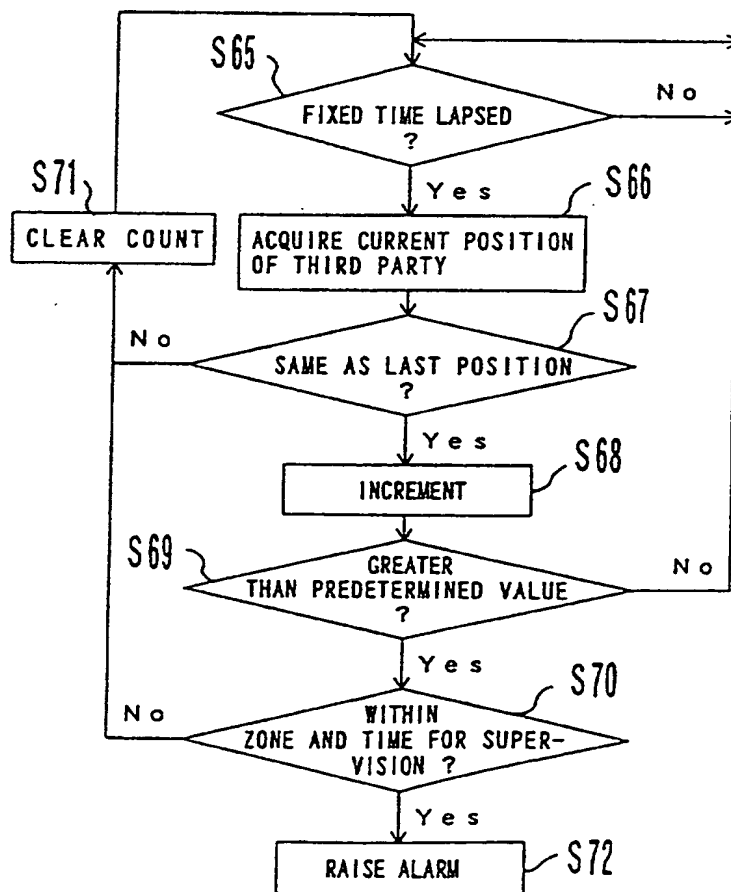 S65
FIXED TIME LAPSED
?
No
Yes
S71
CLEAR COUNT
S66
ACQUIRE CURRENT POSITION
OF THIRD PARTY
S67
No
SAME AS LAST POSITION
?
Yes
S68
INCREMENT
S69
GREATER
THAN PREDETERMINED VALUE
?
No
Yes
S70
No
WITHIN
ZONE AND TIME FOR SUPER-
VISION ?
Yes
S72
RAISE ALARM